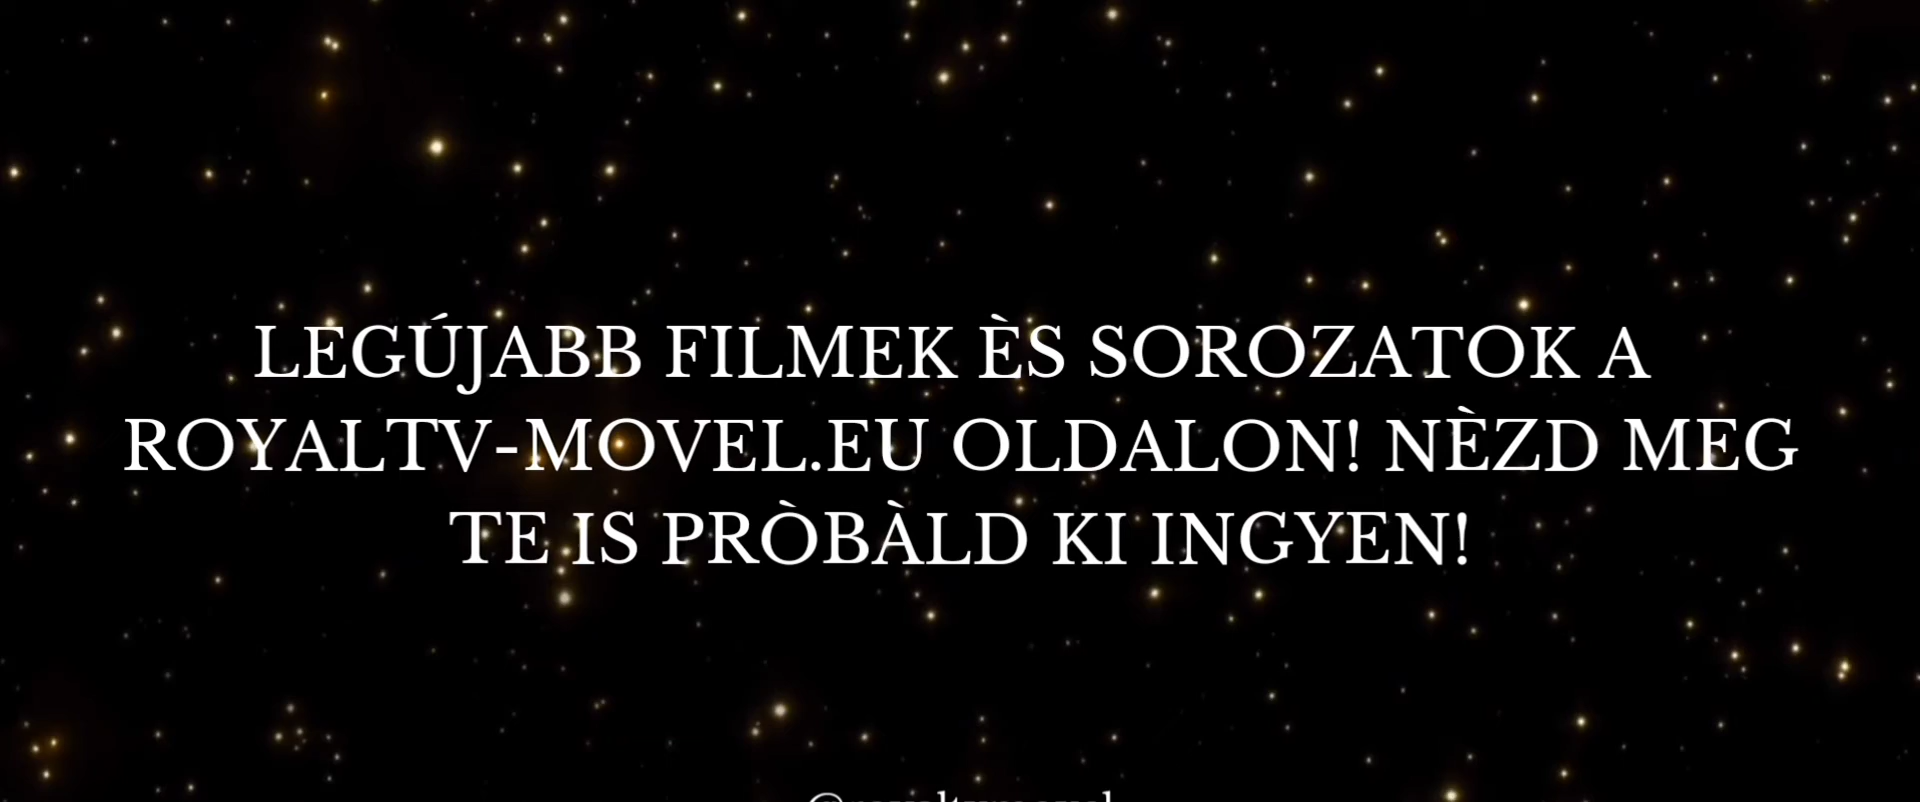 LEGÚJABB FILMEK ÈS SOROZATOK A
ROYALTV-MOVEL.EU OLDALON! NÈZD MEG
TE IS PRÒBÀLD KI INGYEN!